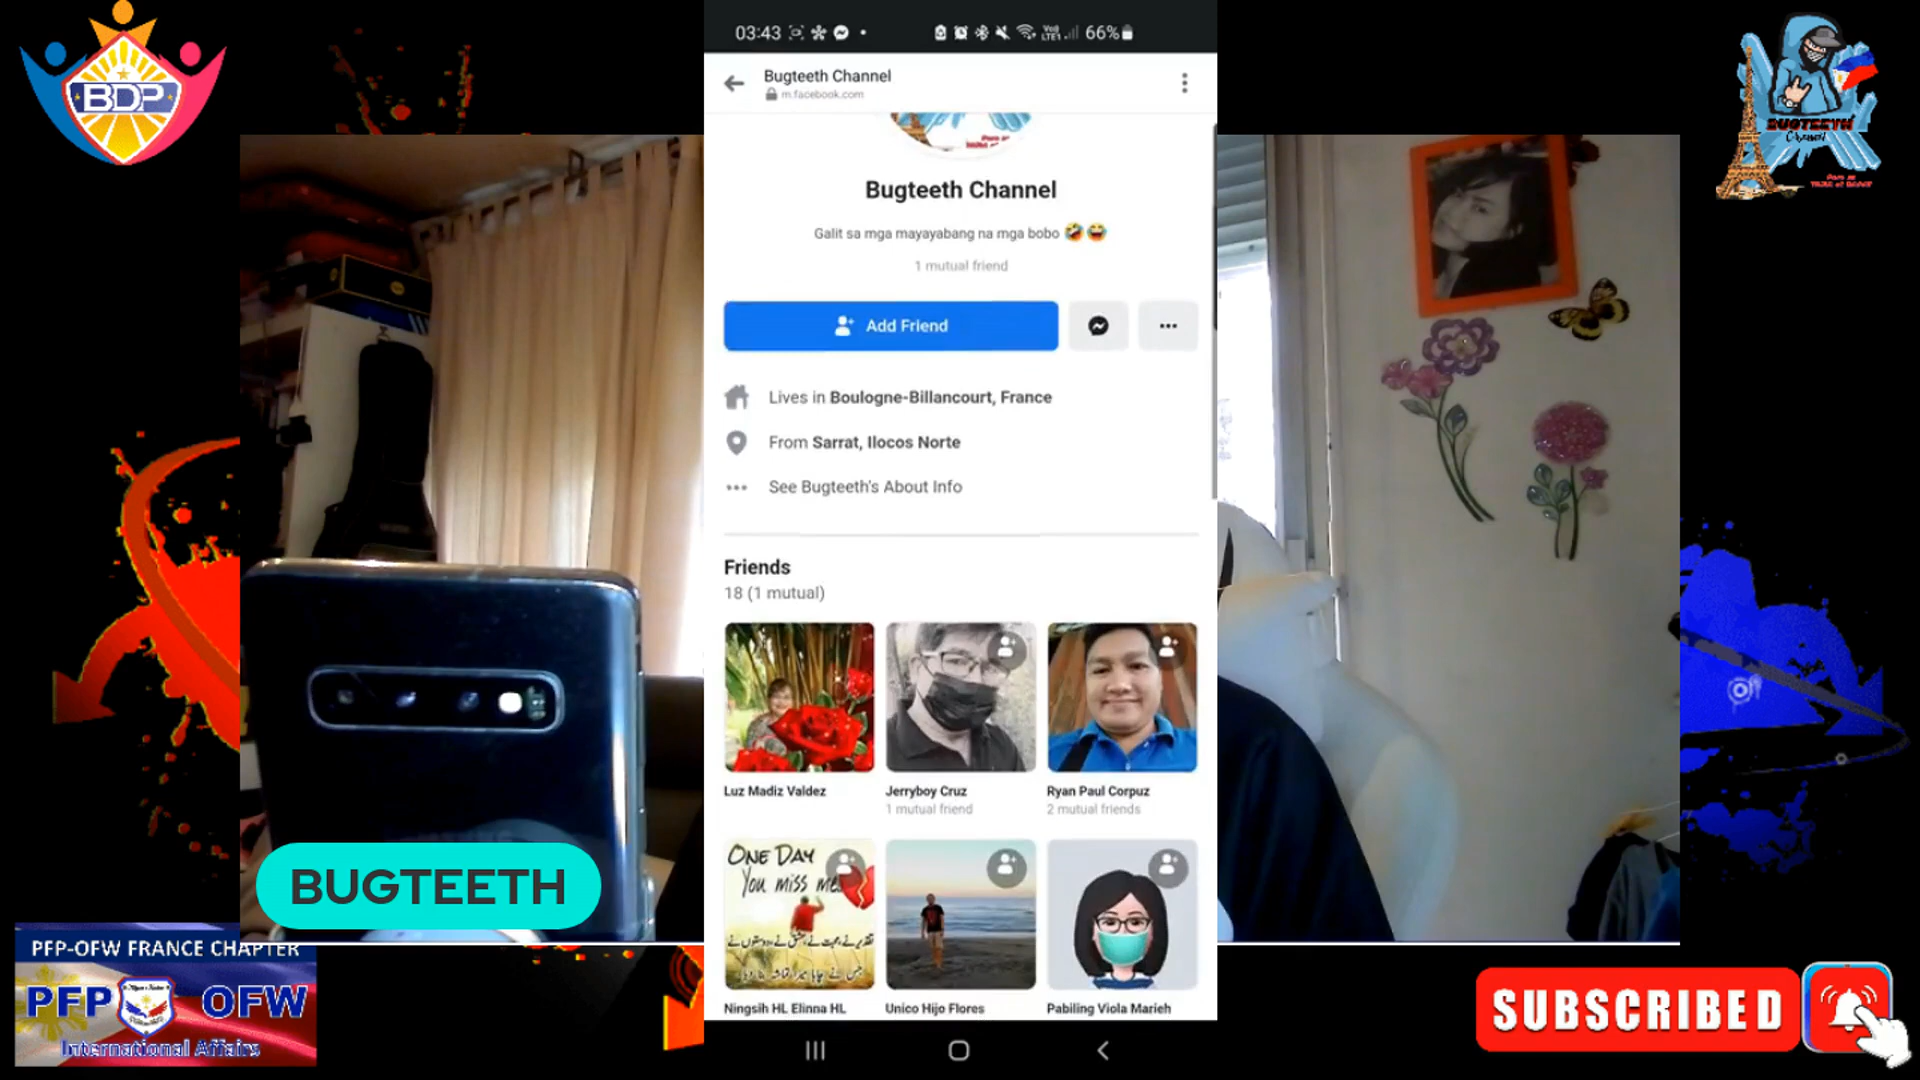 BDP
03:43
VoD
LTE1
66%
Bugteeth Channel
m.facebook.com
BUGTEETH
Channel
Bugteeth Channel
Galit sa mga mayayabang na mga bobo 🤣😂
1 mutual friend
Add Friend
Lives in Boulogne-Billancourt, France
From Sarrat, Ilocos Norte
See Bugteeth's About Info
Friends
18 (1 mutual)
Luz Madiz Valdez
Jerryboy Cruz
1 mutual friend
Ryan Paul Corpuz
2 mutual friends
ONE DAY
You miss me
Ningsih HL Elinna HL
Unico Hijo Flores
Pabiling Viola Marieh
BUGTEETH
PFP-OFW FRANCE CHAPTER
PFP OFW
International Affairs
SUBSCRIBED